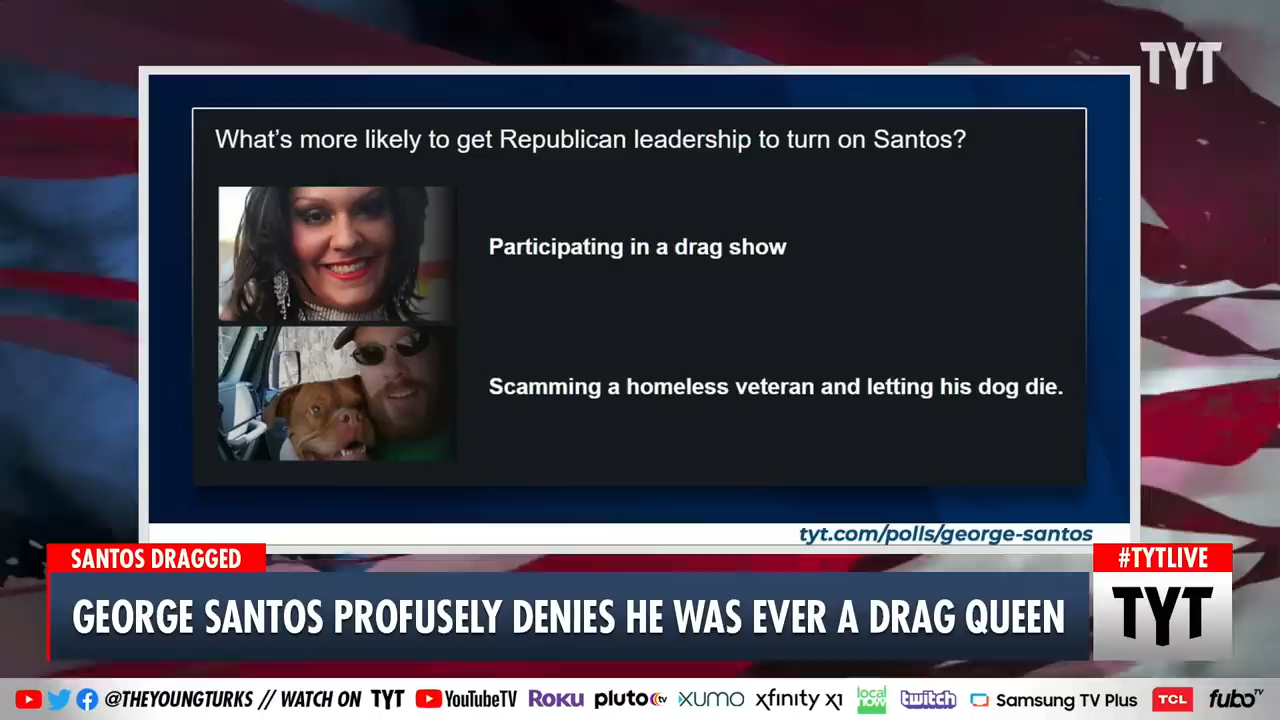 TYT
What's more likely to get Republican leadership to turn on Santos?
Participating in a drag show
Scamming a homeless veteran and letting his dog die.
tyt.com/polls/george-santos
SANTOS DRAGGED
#TYTLIVE
GEORGE SANTOS PROFUSELY DENIES HE WAS EVER A DRAG QUEEN
TYT
@THEYOUNGTURKS // WATCH ON TYT YouTubeTV ROKU pluto tv XUMO xfinity X1 local now twitch Samsung TV Plus TCL fubo TV